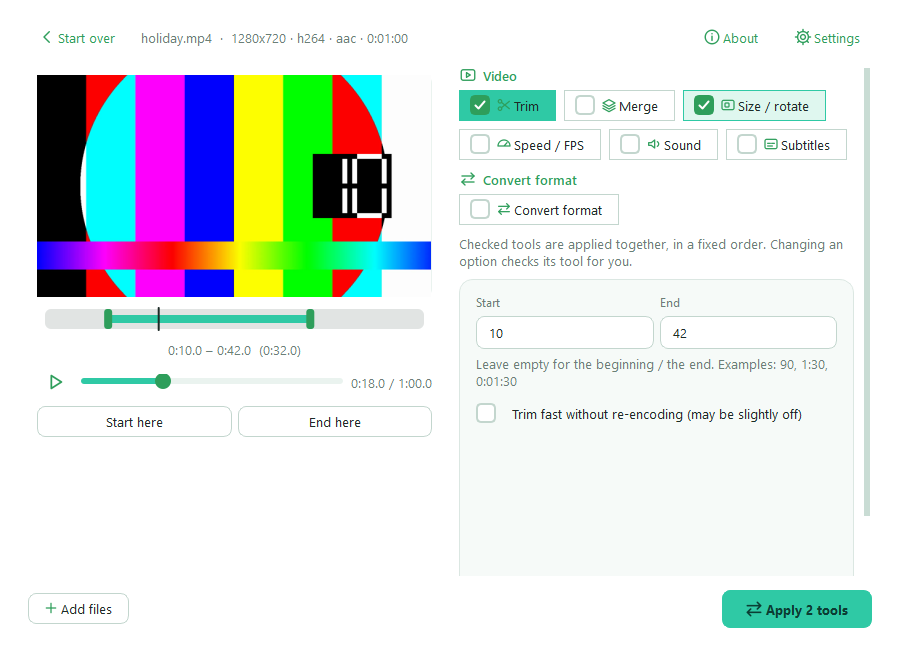 Start over
holiday.mp4 · 1280x720 · h264 · aac · 0:01:00
About
Settings
0:10.0 – 0:42.0 (0:32.0)
0:18.0 / 1:00.0
Start here
End here
Video
Trim
Merge
Size / rotate
Speed / FPS
Sound
Subtitles
Convert format
Convert format
Checked tools are applied together, in a fixed order. Changing an
option checks its tool for you.
Start
End
10
42
Leave empty for the beginning / the end. Examples: 90, 1:30,
0:01:30
Trim fast without re-encoding (may be slightly off)
Add files
Apply 2 tools